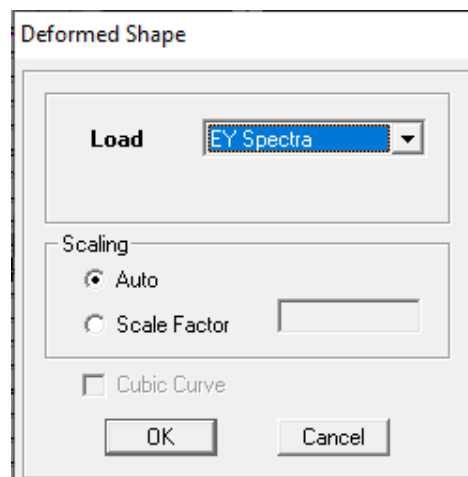 Deformed Shape
Load EY Spectra
Scaling
Auto
Scale Factor
Cubic Curve
OK Cancel